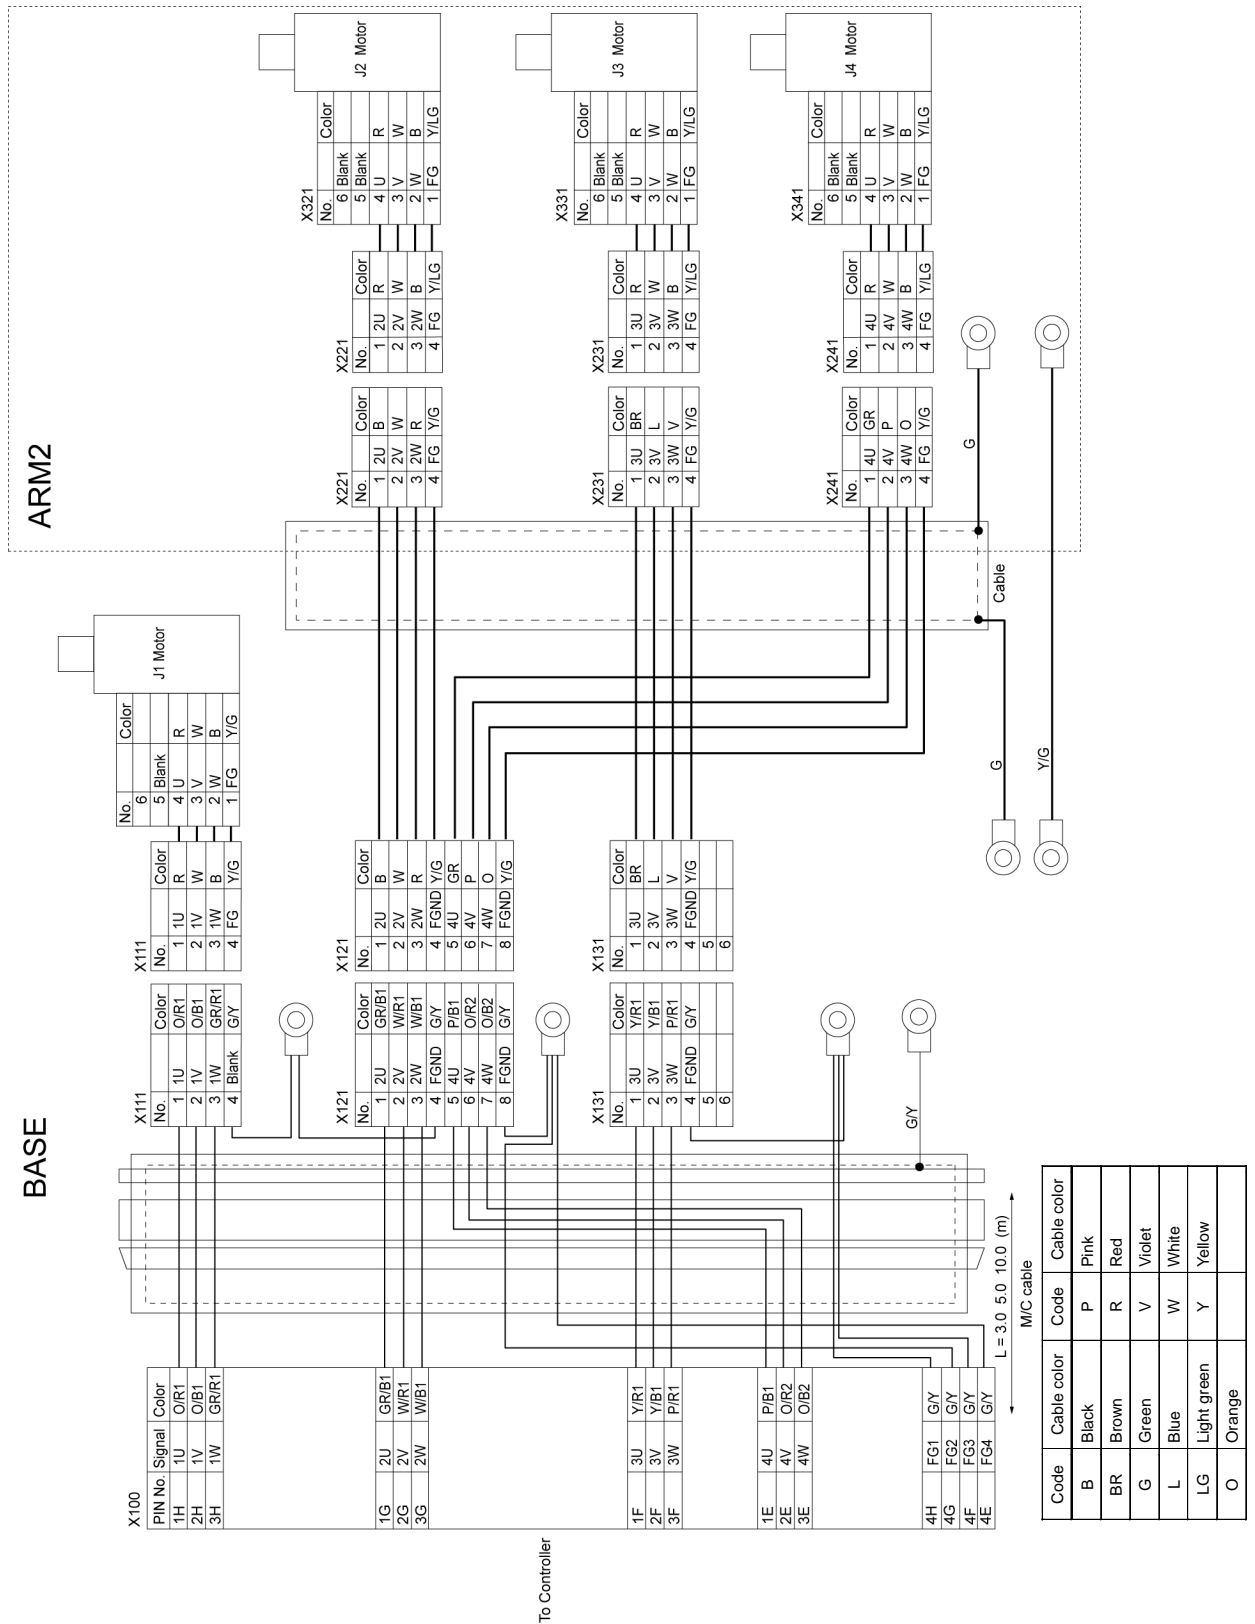 BASE
ARM2
To Controller
X100
PIN No. Signal Color
1H 1U O/R1
2H 1V O/B1
3H 1W GR/R1
1G 2U GR/B1
2G 2V W/R1
3G 2W W/B1
1F 3U Y/R1
2F 3V Y/B1
3F 3W P/R1
1E 4U P/B1
2E 4V O/R2
3E 4W O/B2
4H FG1 G/Y
4G FG2 G/Y
4F FG3 G/Y
4E FG4 G/Y
L = 3.0 5.0 10.0 (m)
M/C cable
X111
No. Color
1 1U O/R1
2 1V O/B1
3 1W GR/R1
4 Blank G/Y
X121
No. Color
1 2U GR/B1
2 2V W/R1
3 2W W/B1
4 FGND G/Y
5 4U P/B1
6 4V O/R2
7 4W O/B2
8 FGND G/Y
X131
No. Color
1 3U Y/R1
2 3V Y/B1
3 3W P/R1
4 FGND G/Y
5
6
G/Y
X111
No. Color
1 1U R
2 1V W
3 1W B
4 FG Y/G
X121
No. Color
1 2U B
2 2V W
3 2W R
4 FGND Y/G
5 4U GR
6 4V P
7 4W O
8 FGND Y/G
X131
No. Color
1 3U BR
2 3V L
3 3W V
4 FGND Y/G
5
6
No. Color
6
5 Blank
4 U R
3 V W
2 W B
1 FG Y/G
J1 Motor
G
Y/G
Cable
G
X221
No. Color
1 2U B
2 2V W
3 2W R
4 FG Y/G
X231
No. Color
1 3U BR
2 3V L
3 3W V
4 FG Y/G
X241
No. Color
1 4U GR
2 4V P
3 4W O
4 FG Y/G
X221
No. Color
1 2U R
2 2V W
3 2W B
4 FG Y/LG
X231
No. Color
1 3U R
2 3V W
3 3W B
4 FG Y/LG
X241
No. Color
1 4U R
2 4V W
3 4W B
4 FG Y/LG
X321
No. Color
6 Blank
5 Blank
4 U R
3 V W
2 W B
1 FG Y/LG
J2 Motor
X331
No. Color
6 Blank
5 Blank
4 U R
3 V W
2 W B
1 FG Y/LG
J3 Motor
X341
No. Color
6 Blank
5 Blank
4 U R
3 V W
2 W B
1 FG Y/LG
J4 Motor
Code Cable color Code Cable color
B Black P Pink
BR Brown R Red
G Green V Violet
L Blue W White
LG Light green Y Yellow
O Orange